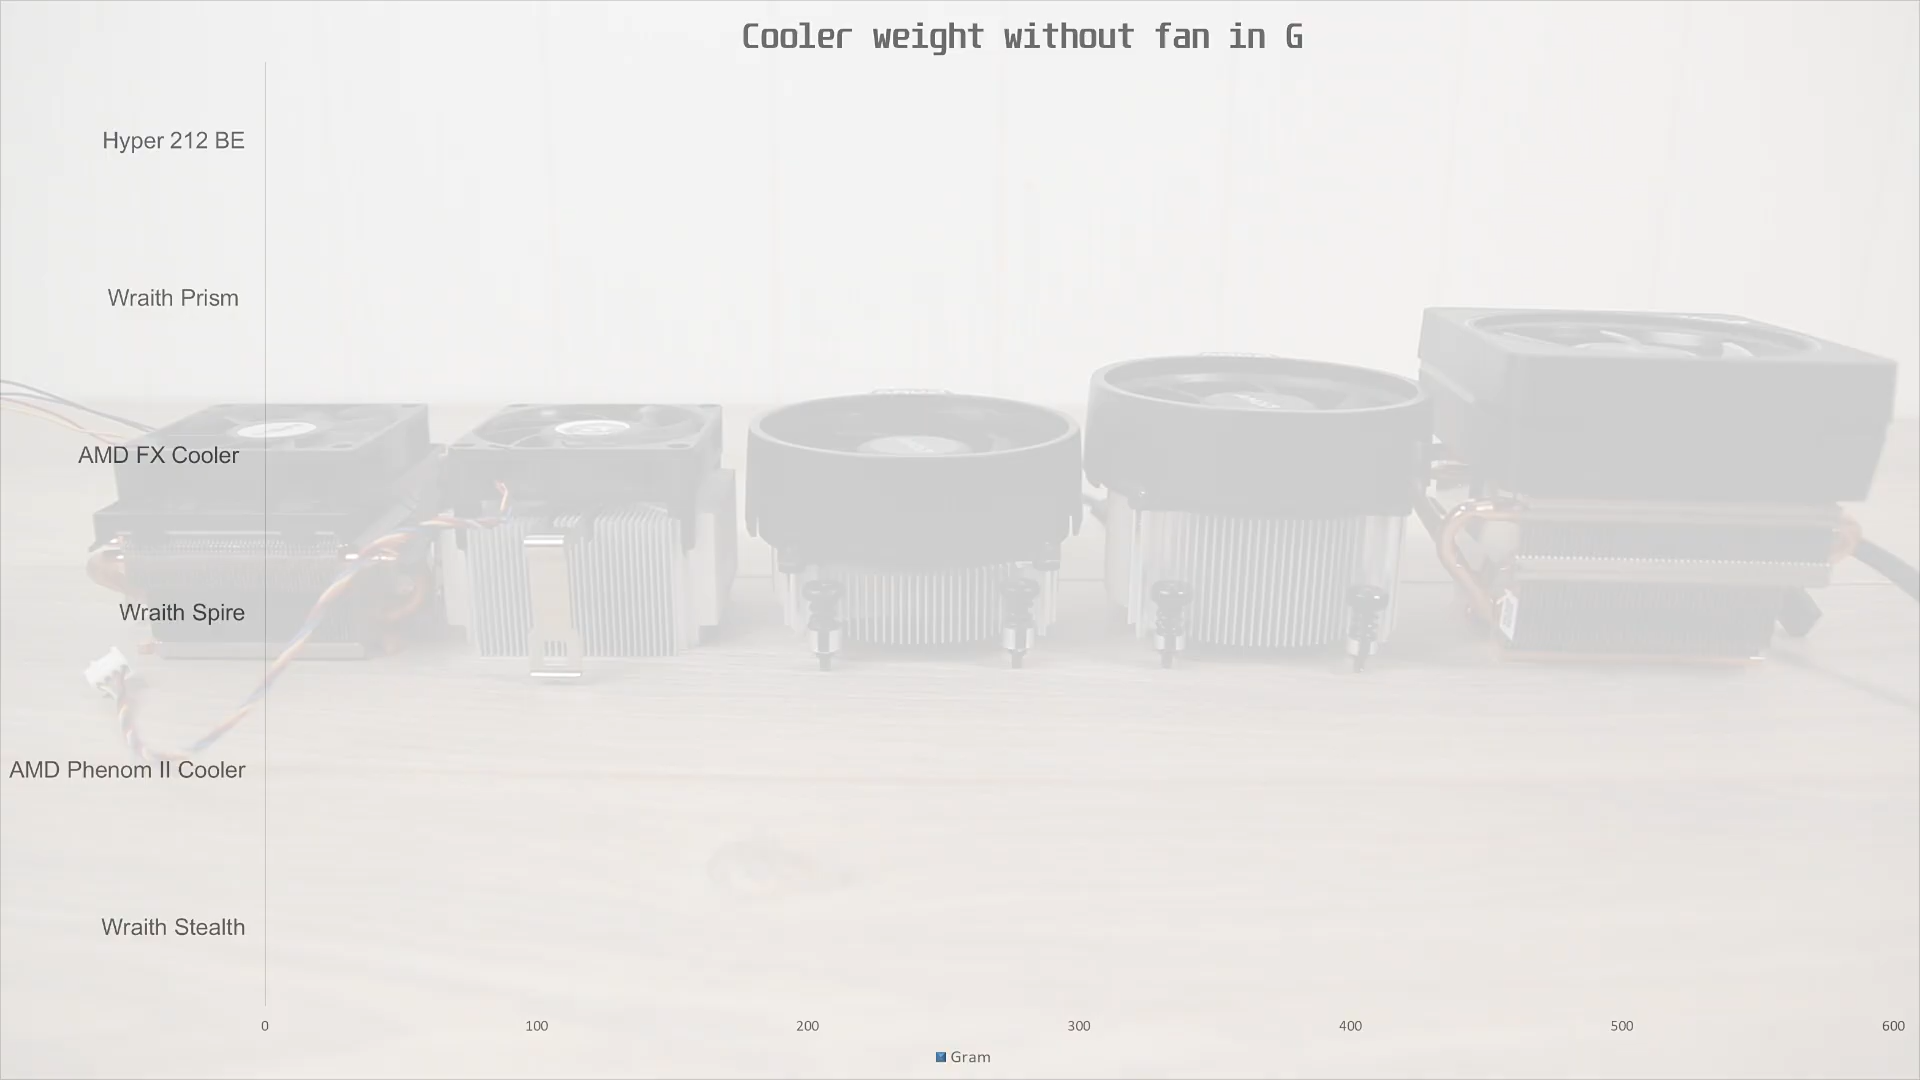 Cooler weight without fan in G
Hyper 212 BE
Wraith Prism
AMD FX Cooler
Wraith Spire
AMD Phenom II Cooler
Wraith Stealth
0 100 200 300 400 500 600
Gram